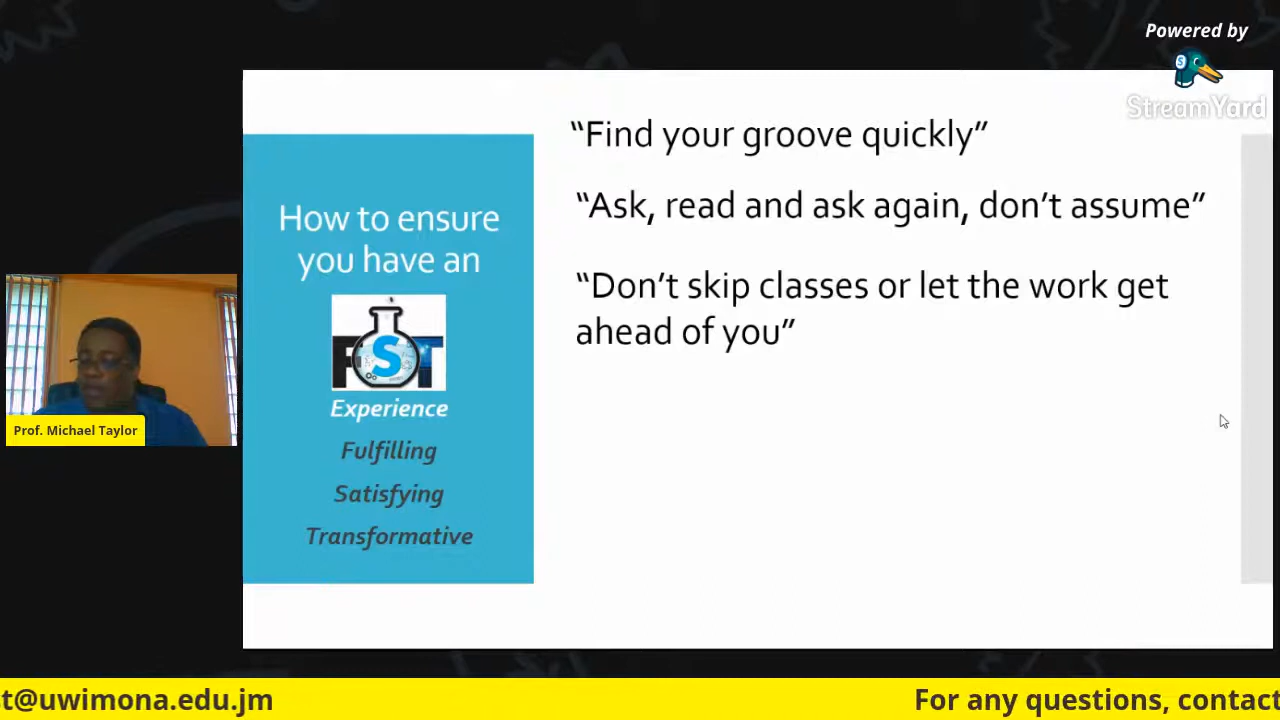 Powered by
StreamYard
“Find your groove quickly”
“Ask, read and ask again, don’t assume”
“Don’t skip classes or let the work get
ahead of you”
How to ensure
you have an
FST
Experience
Fulfilling
Satisfying
Transformative
Prof. Michael Taylor
t@uwimona.edu.jm
For any questions, contact